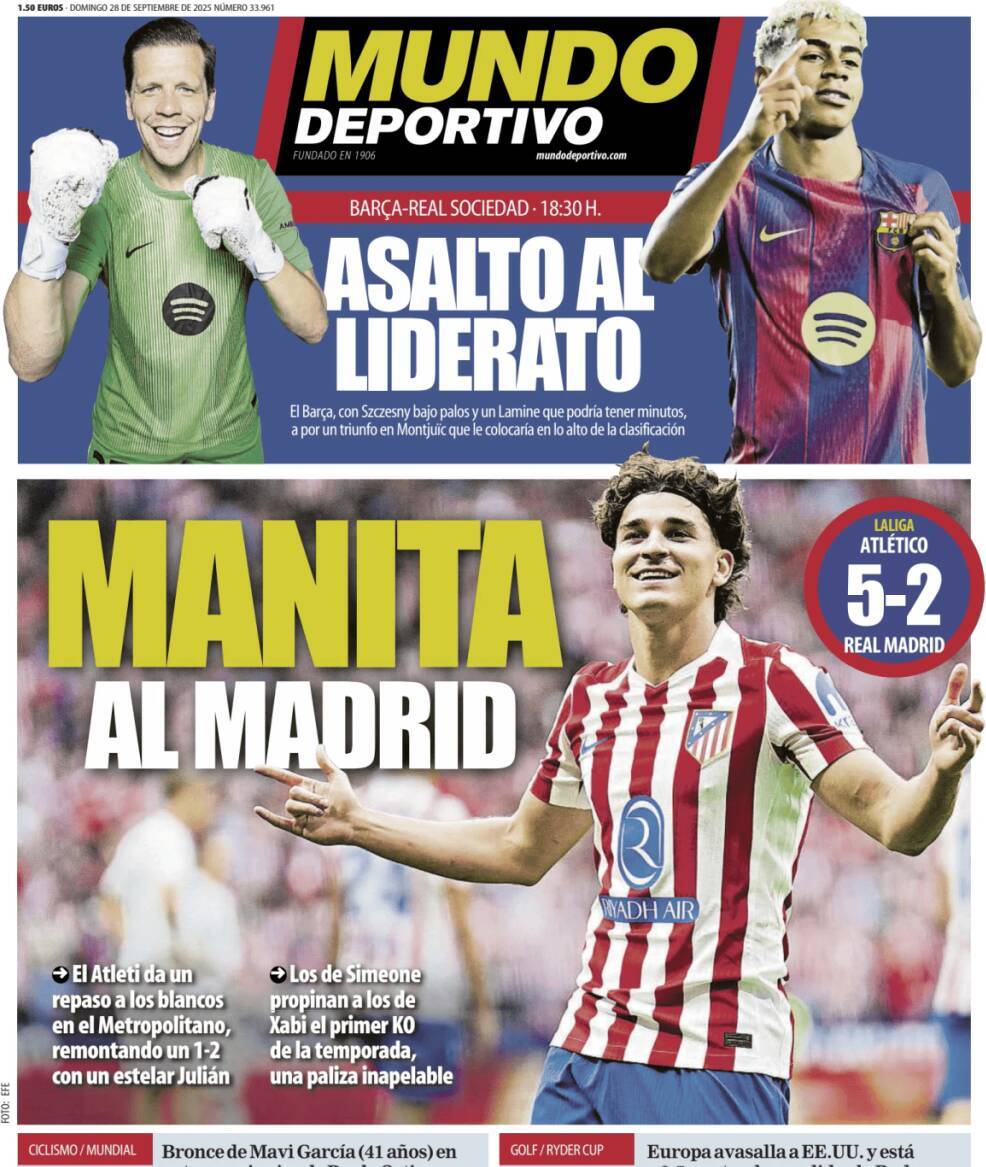 1.50 EUROS · DOMINGO 28 DE SEPTIEMBRE DE 2025 NÚMERO 33.961
MUNDO
DEPORTIVO
FUNDADO EN 1906
mundodeportivo.com
BARÇA-REAL SOCIEDAD · 18:30 H.
ASALTO AL
LIDERATO
El Barça, con Szczesny bajo palos y un Lamine que podría tener minutos,
a por un triunfo en Montjuïc que le colocaría en lo alto de la clasificación
MANITA
AL MADRID
LALIGA
ATLÉTICO
5-2
REAL MADRID
RIYADH AIR
El Atleti da un
repaso a los blancos
en el Metropolitano,
remontando un 1-2
con un estelar Julián
Los de Simeone
propinan a los de
Xabi el primer KO
de la temporada,
una paliza inapelable
FOTO: EFE
CICLISMO / MUNDIAL
Bronce de Mavi García (41 años) en
GOLF / RYDER CUP
Europa avasalla a EE.UU. y está